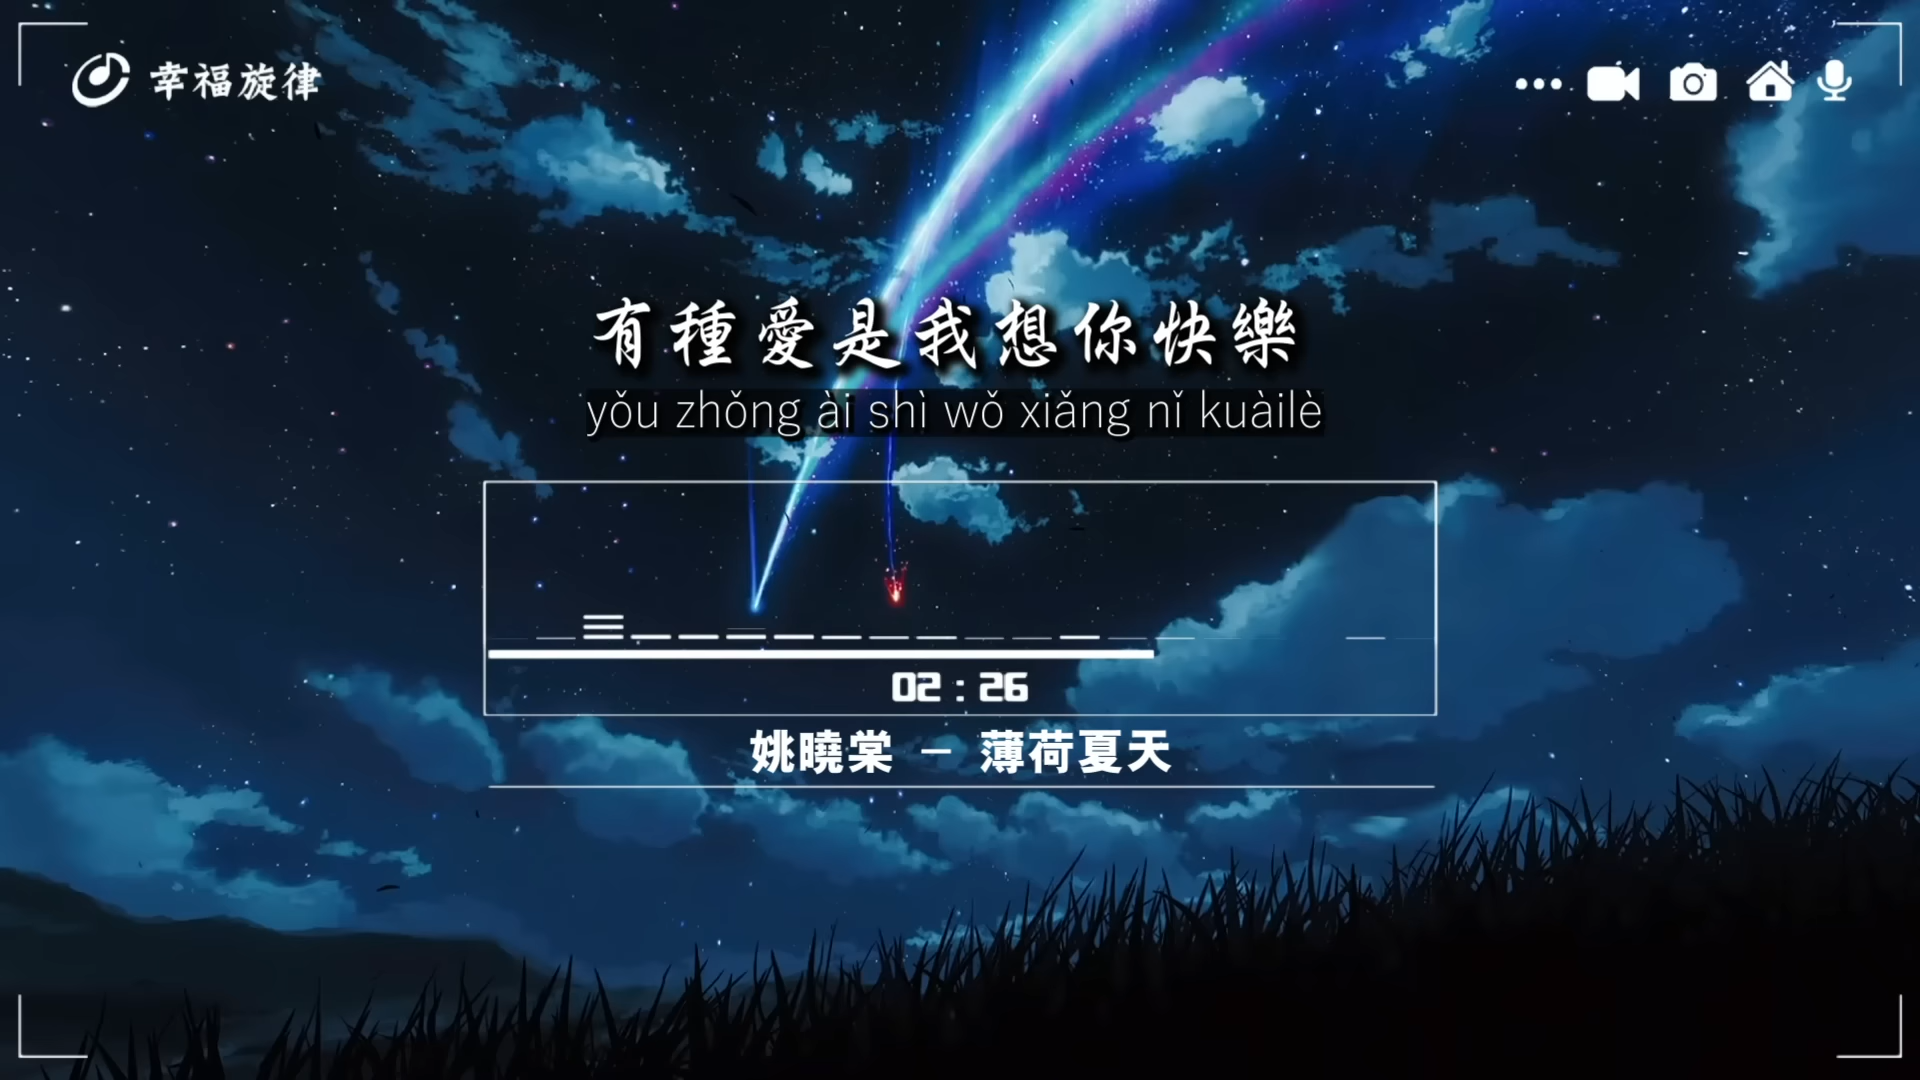 幸福旋律
有種愛是我想你快樂
yǒu zhǒng ài shì wǒ xiǎng nǐ kuàilè
02 : 26
姚曉棠 － 薄荷夏天